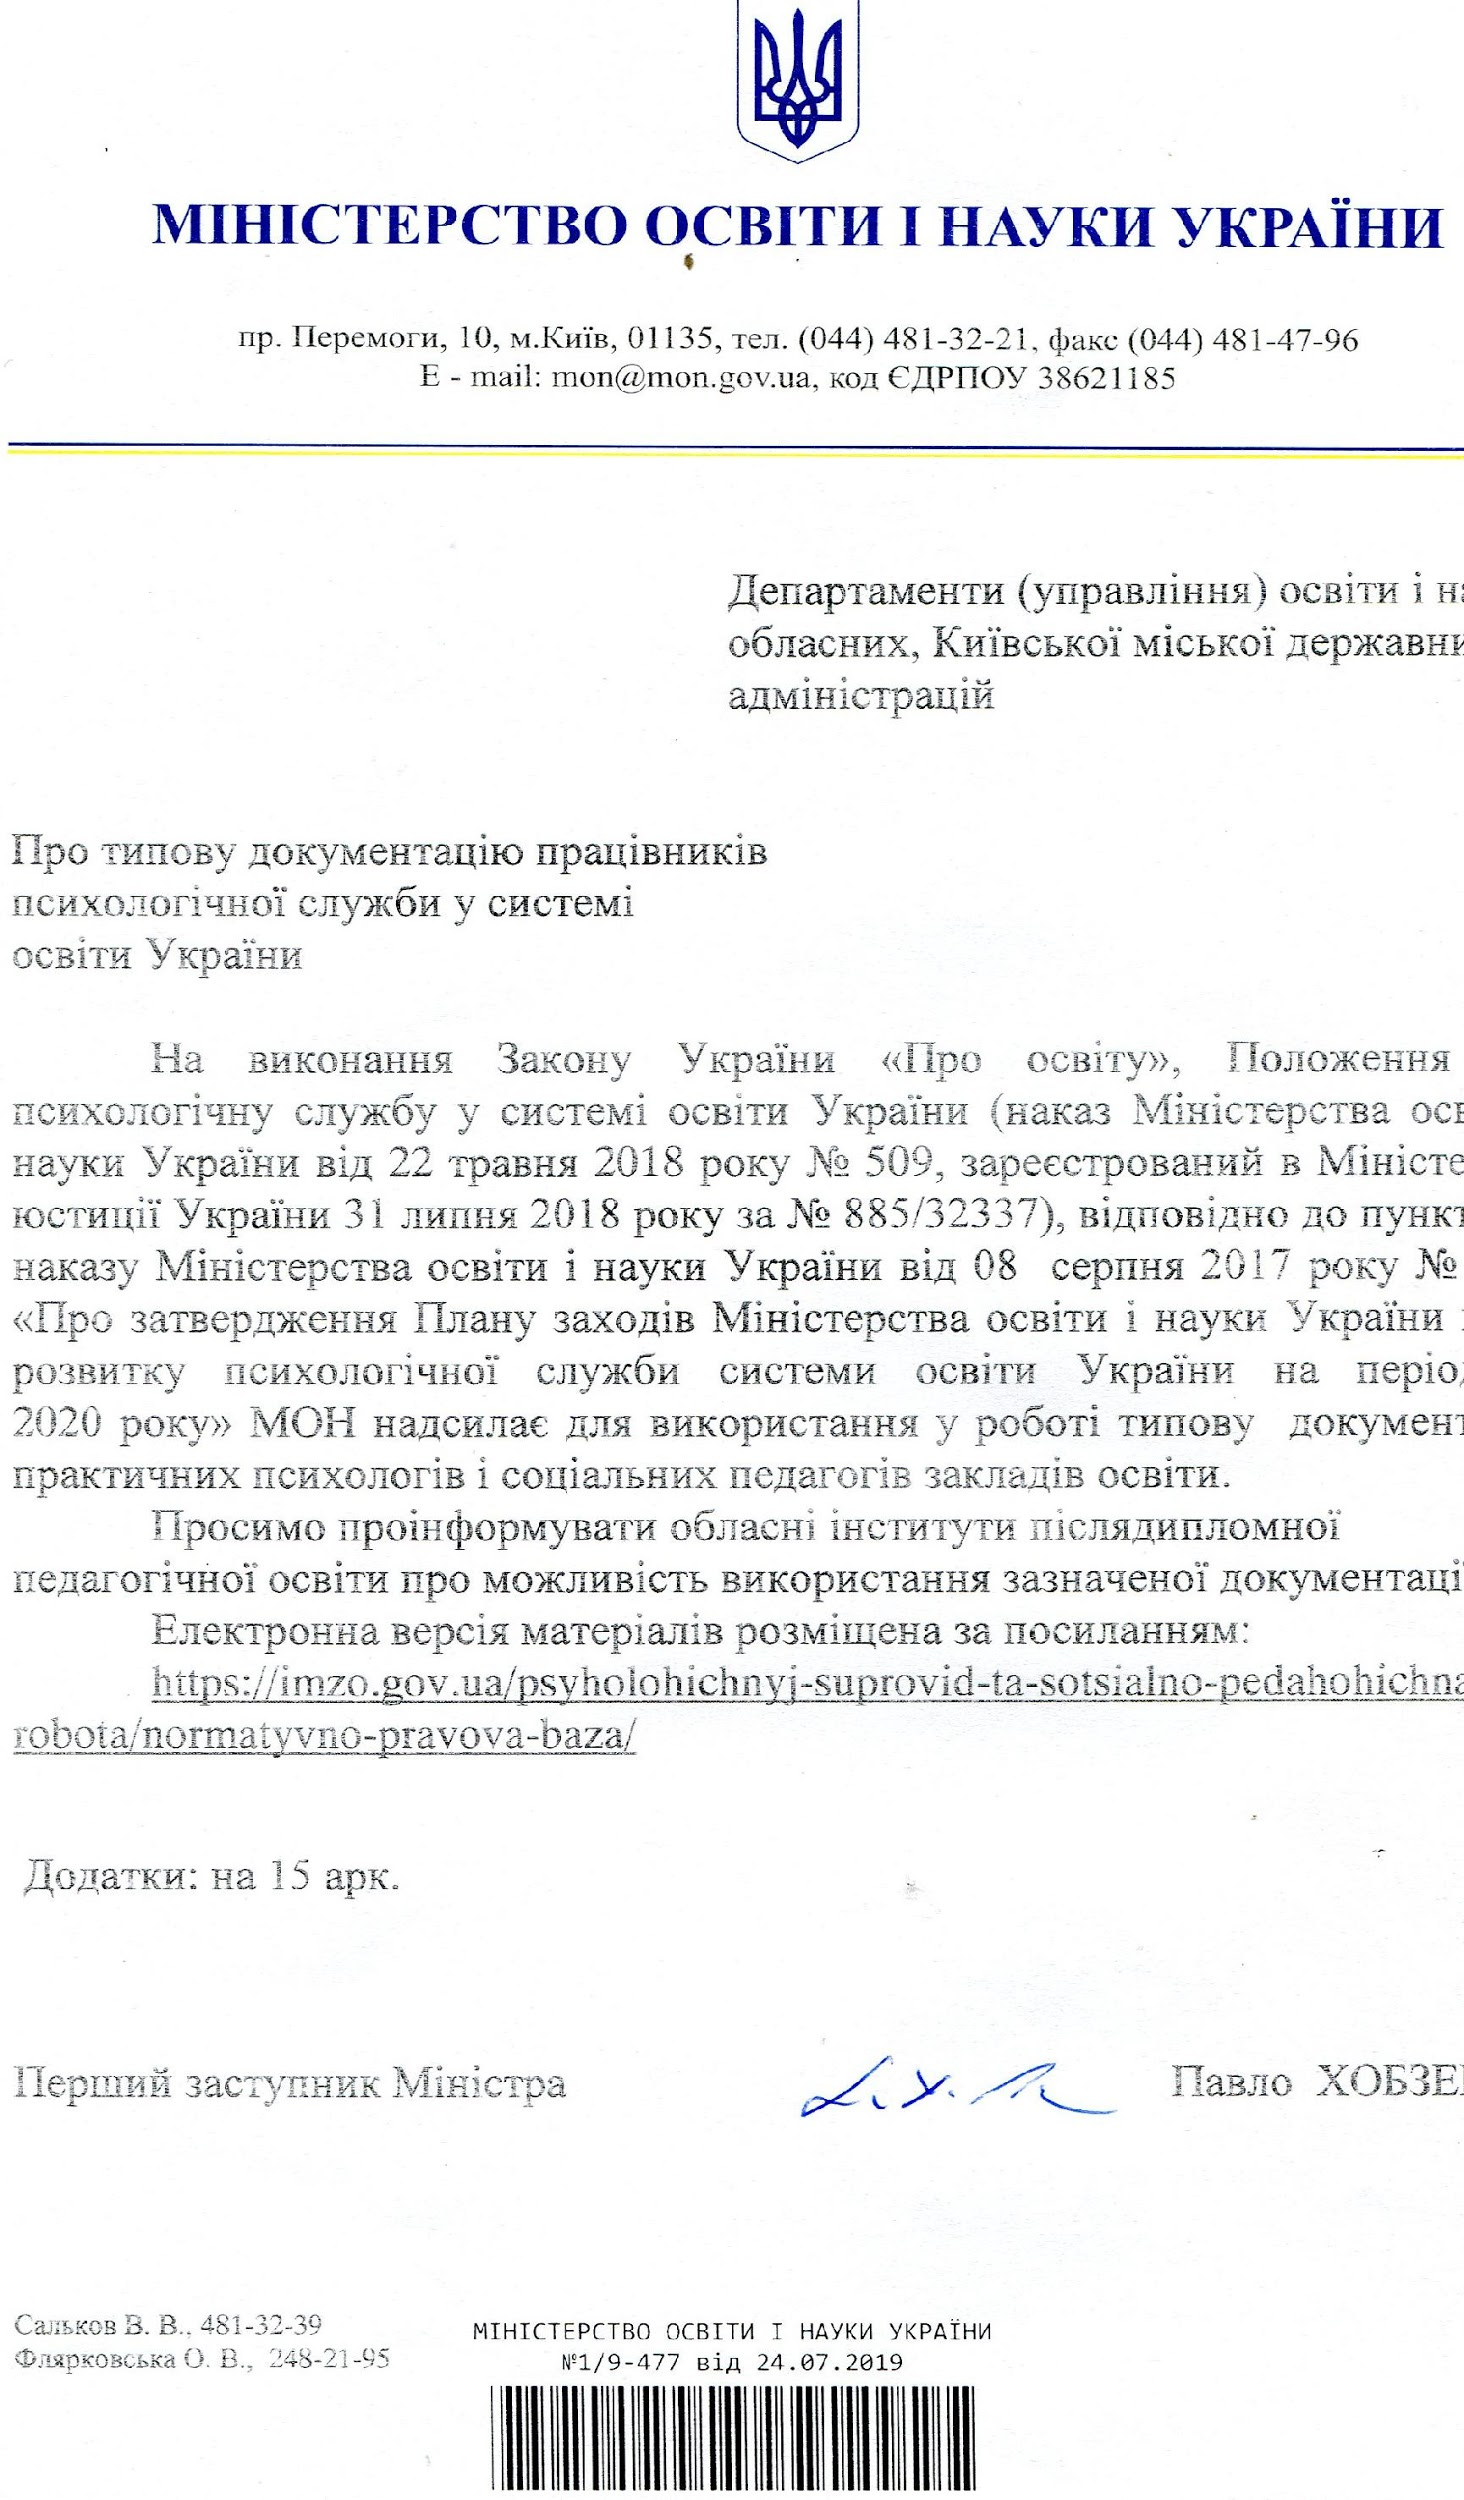 МІНІСТЕРСТВО ОСВІТИ І НАУКИ УКРАЇНИ
пр. Перемоги, 10, м.Київ, 01135, тел. (044) 481-32-21, факс (044) 481-47-96
E - mail: mon@mon.gov.ua, код ЄДРПОУ 38621185
Департаменти (управління) освіти і
обласних, Київської міської
адміністрацій
Про типову документацію працівників
психологічної служби у системі
освіти України
На виконання Закону України «Про освіту», Положення
психологічну службу у системі освіти України (наказ Міністерства
науки України від 22 травня 2018 року № 509, зареєстрований в
юстиції України 31 липня 2018 року за № 885/32337), відповідно до
наказу Міністерства освіти і науки України від 08 серпня 2017 року №
«Про затвердження Плану заходів Міністерства освіти і науки України
розвитку психологічної служби системи освіти України на
2020 року» МОН надсилає для використання у роботі типову
практичних психологів і соціальних педагогів закладів освіти.
Просимо проінформувати обласні інститути післядипломної
педагогічної освіти про можливість використання зазначеної
Електронна версія матеріалів розміщена за посиланням:
https://imzo.gov.ua/psyholohichnyj-suprovid-ta-sotsialno-pedahohichna
robota/normatyvno-pravova-baza/
Додатки: на 15 арк.
Перший заступник Міністра Павло
Сальков В. В., 481-32-39
Флярковська О. В., 248-21-95
МІНІСТЕРСТВО ОСВІТИ І НАУКИ УКРАЇНИ
№1/9-477 від 24.07.2019